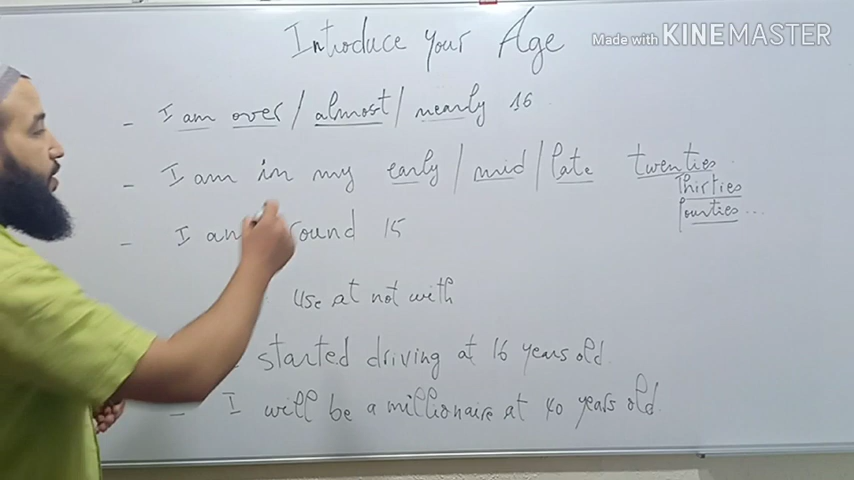 Introduce your Age
Made with KINEMASTER
- I am over / almost / nearly 16
- I am in my early / mid / late twenties
Thirties
Fourties ...
- I am round 15
use at not with
started driving at 16 years old.
- I will be a millionaire at 40 years old.